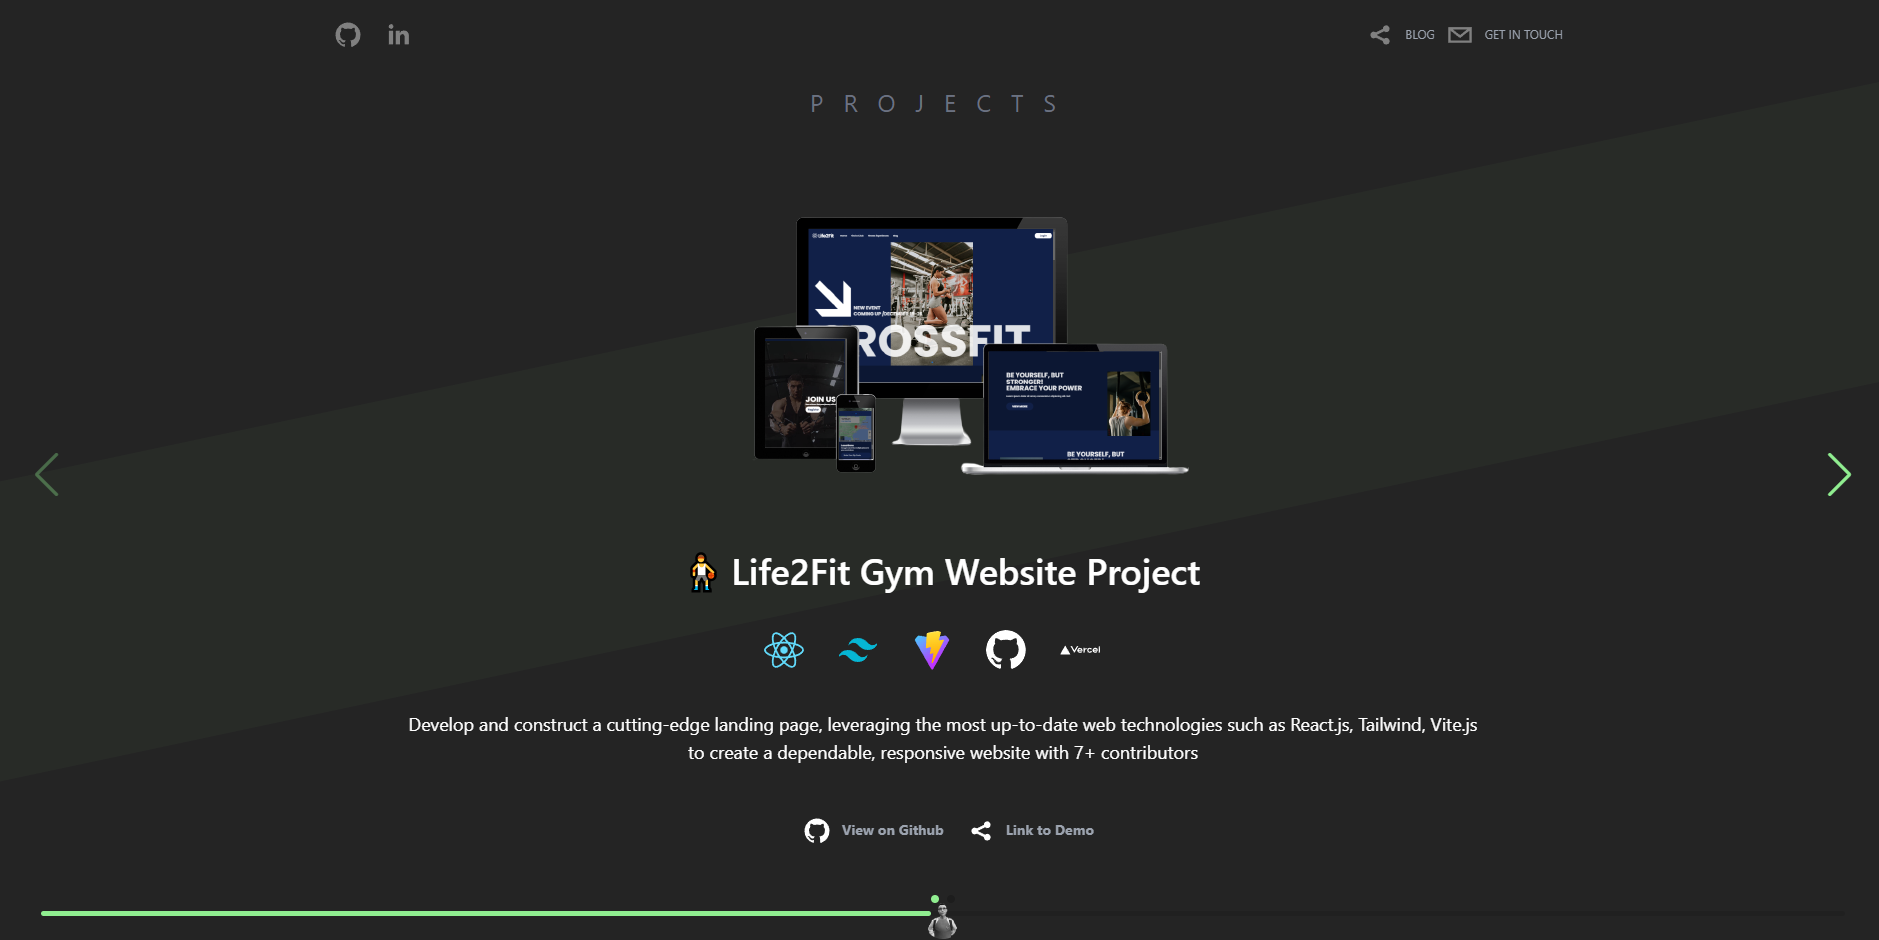 BLOG
GET IN TOUCH
PROJECTS
Life2Fit
NEW EVENT
COMING UP /DECEMBER
CROSSFIT
JOIN US
BE YOURSELF, BUT
STRONGER!
EMBRACE YOUR POWER
BE YOURSELF, BUT
Life2Fit Gym Website Project
Vercel
Develop and construct a cutting-edge landing page, leveraging the most up-to-date web technologies such as React.js, Tailwind, Vite.js
to create a dependable, responsive website with 7+ contributors
View on Github
Link to Demo